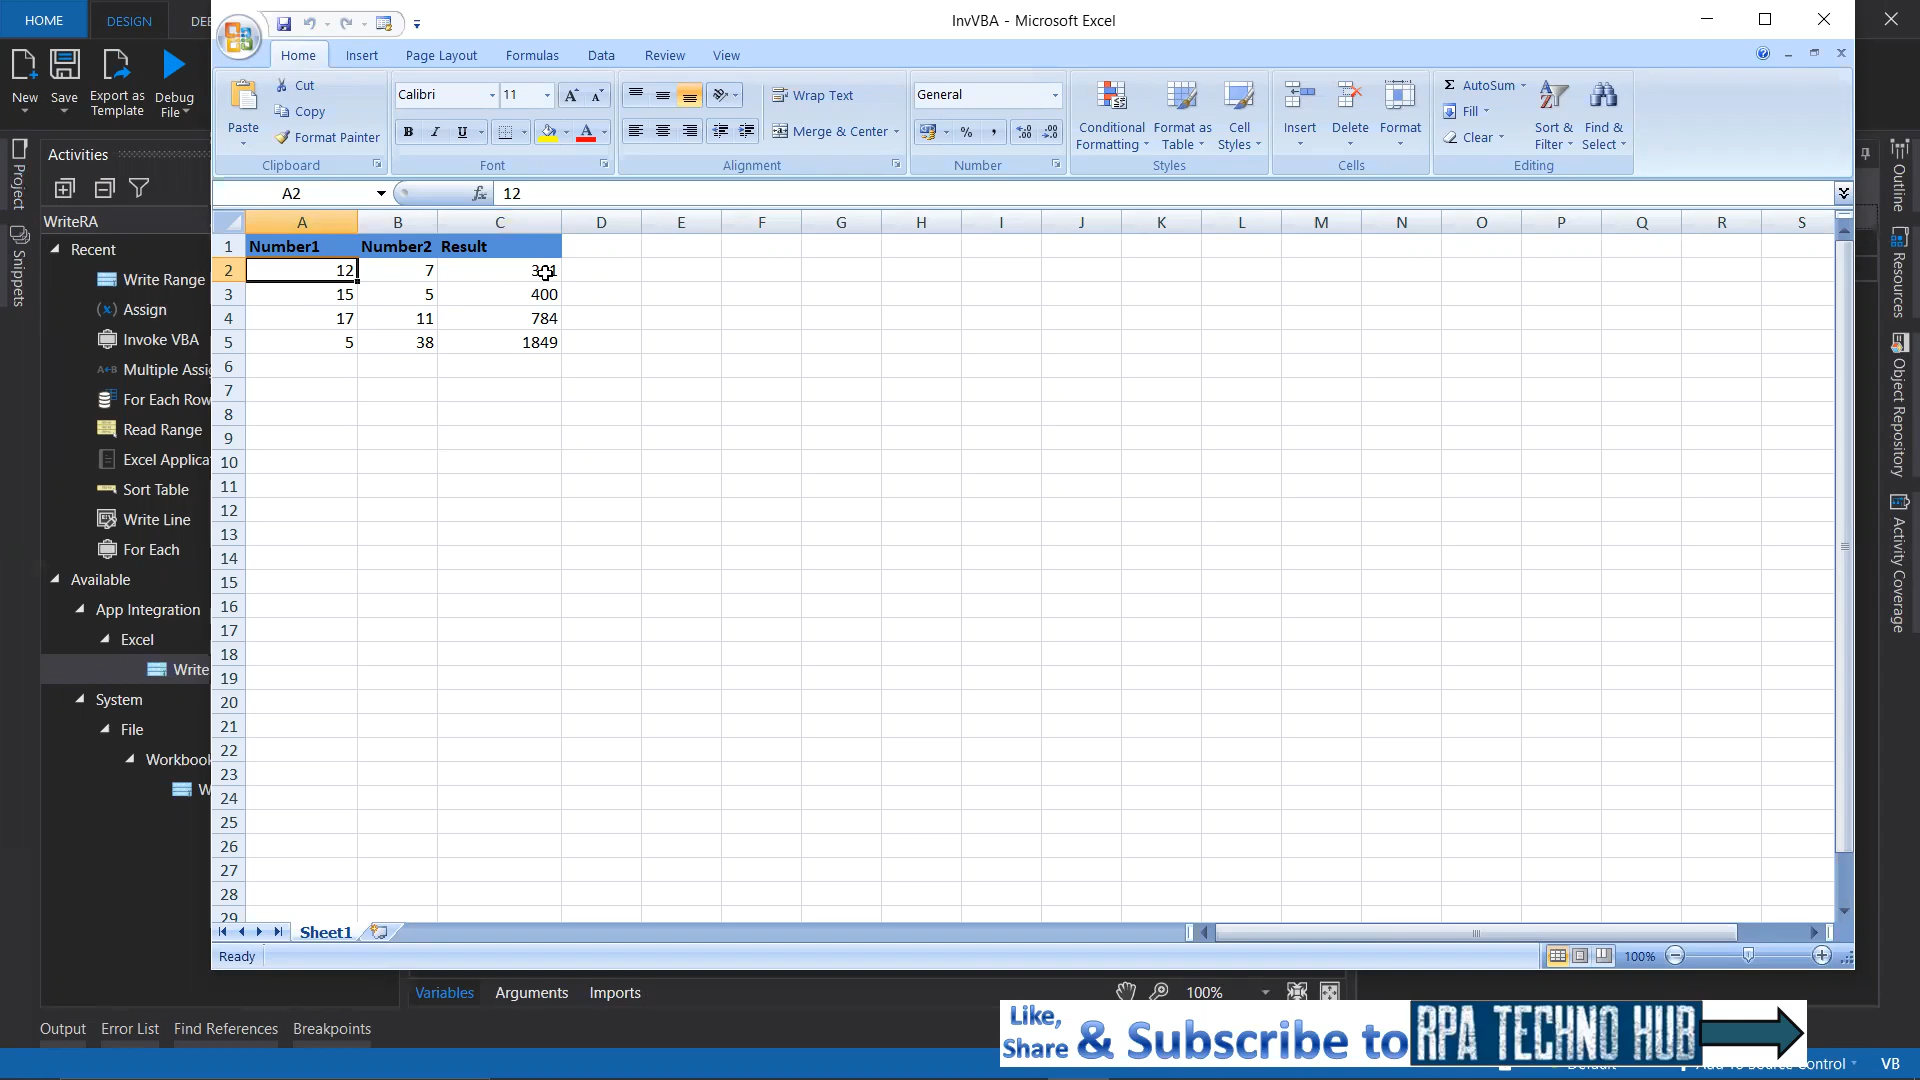 HOME
DESIGN
InvVBA - Microsoft Excel
Home
Insert
Page Layout
Formulas
Data
Review
View
New
Save
Export as
Template
Debug
File
Paste
Cut
Copy
Format Painter
Clipboard
Calibri
11
B
I
U
Font
Wrap Text
Merge & Center
Alignment
General
%
Number
Conditional
Formatting
Format as
Table
Cell
Styles
Styles
Insert
Delete
Format
Cells
AutoSum
Fill
Clear
Sort &
Filter
Find &
Select
Editing
Project
Snippets
Activities
WriteRA
Recent
Write Range
Assign
Invoke VBA
Multiple Assi
For Each Row
Read Range
Excel Applica
Sort Table
Write Line
For Each
Available
App Integration
Excel
Write
System
File
Workbook
W
A2
fx
12
A B C D E F G H I J K L M N O P Q R S
1 Number1 Number2 Result
2 12 7
3 15 5 400
4 17 11 784
5 5 38 1849
6
7
8
9
10
11
12
13
14
15
16
17
18
19
20
21
22
23
24
25
26
27
28
29
Sheet1
Ready
100%
Outline
Resources
Object Repository
Activity Coverage
Variables
Arguments
Imports
100%
Output
Error List
Find References
Breakpoints
Like,
Share & Subscribe to RPA TECHNO HUB
Control
VB